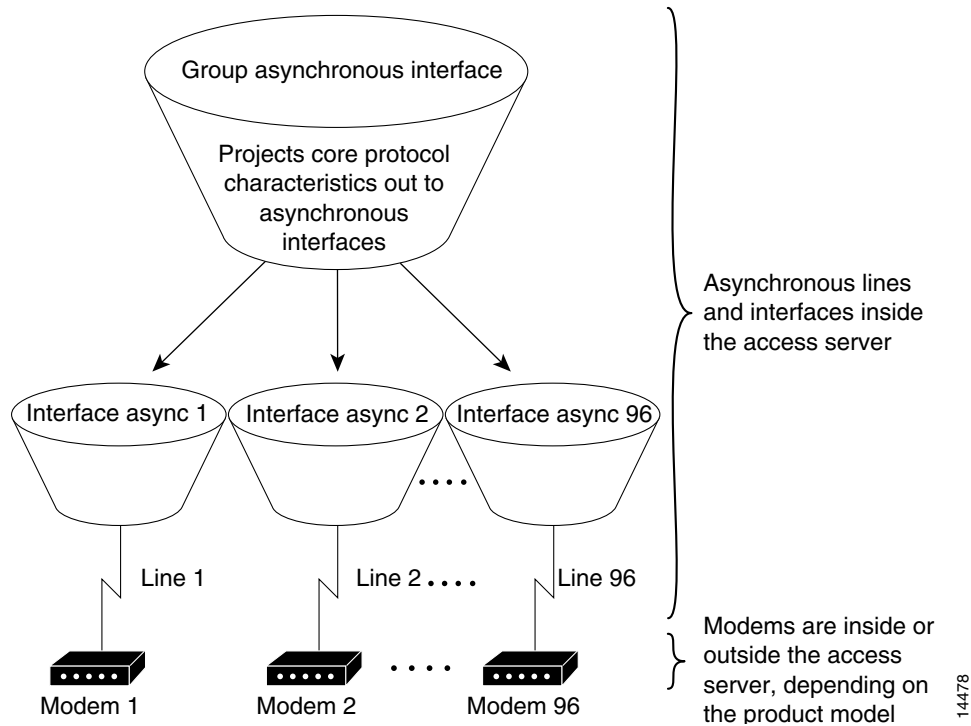 Group asynchronous interface
Projects core protocol
characteristics out to
asynchronous
interfaces
Asynchronous lines
and interfaces inside
the access server
Interface async 1
Interface async 2
Interface async 96
Line 1
Line 2
Line 96
Modem 1
Modem 2
Modem 96
Modems are inside or
outside the access
server, depending on
the product model
14478